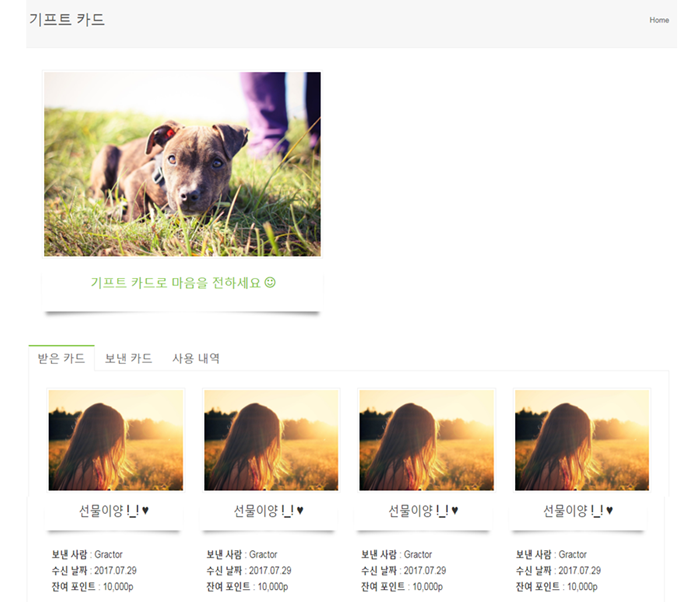 기프트 카드
Home
기프트 카드로 마음을 전하세요 ☺
받은 카드 보낸 카드 사용 내역
선물이양 !_! ♥ 선물이양 !_! ♥ 선물이양 !_! ♥ 선물이양 !_! ♥
보낸 사람 : Gractor 보낸 사람 : Gractor 보낸 사람 : Gractor 보낸 사람 : Gractor
수신 날짜 : 2017.07.29 수신 날짜 : 2017.07.29 수신 날짜 : 2017.07.29 수신 날짜 : 2017.07.29
잔여 포인트 : 10,000p 잔여 포인트 : 10,000p 잔여 포인트 : 10,000p 잔여 포인트 : 10,000p